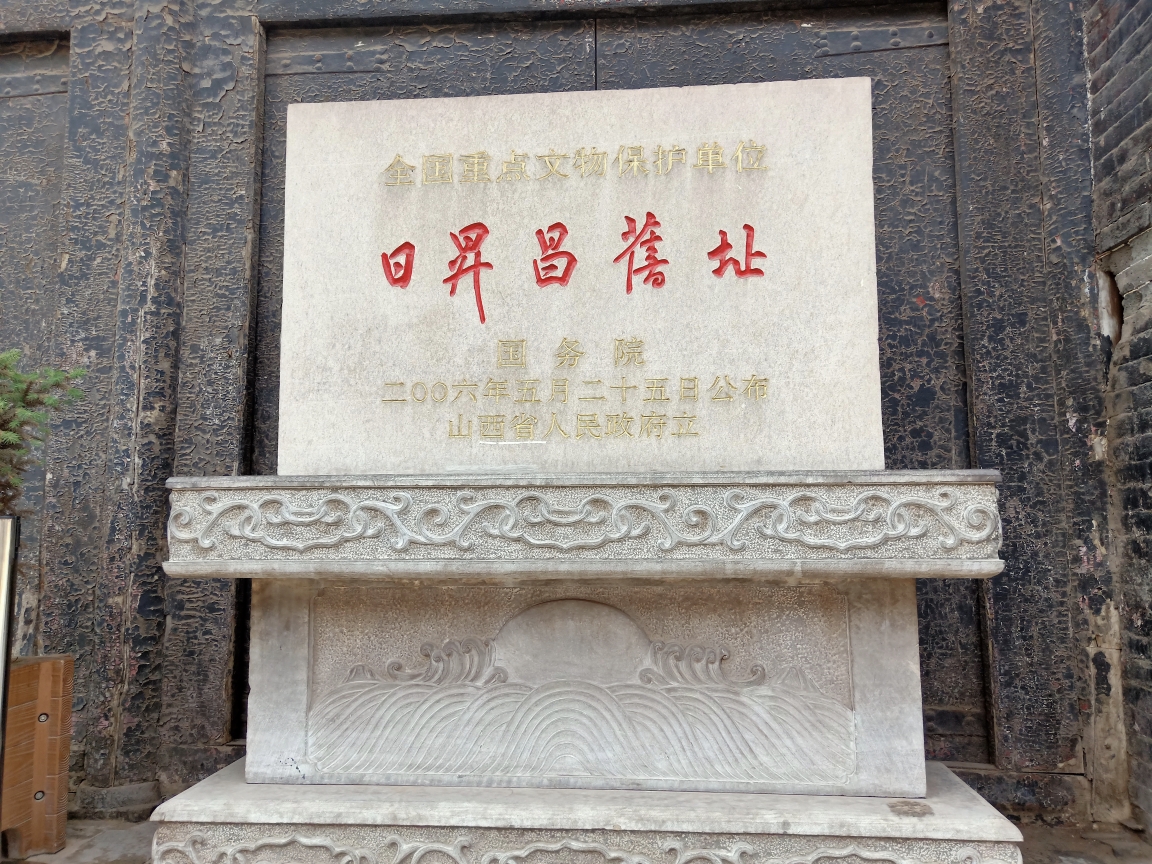 全国重点文物保护单位
日昇昌舊址
国务院
二〇〇六年五月二十五日公布
山西省人民政府立